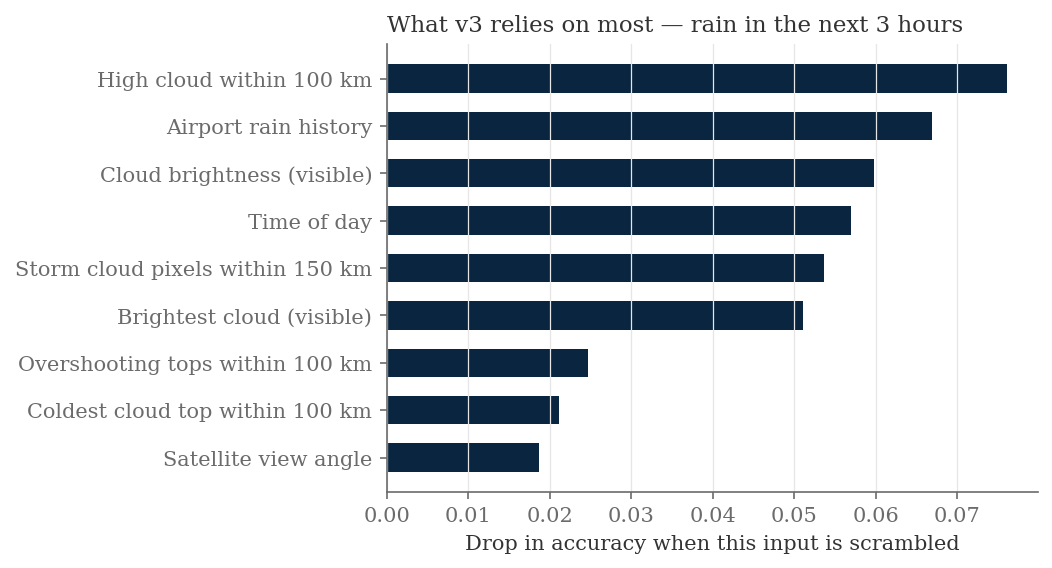 What v3 relies on most — rain in the next 3 hours
High cloud within 100 km
Airport rain history
Cloud brightness (visible)
Time of day
Storm cloud pixels within 150 km
Brightest cloud (visible)
Overshooting tops within 100 km
Coldest cloud top within 100 km
Satellite view angle
0.00 0.01 0.02 0.03 0.04 0.05 0.06 0.07
Drop in accuracy when this input is scrambled